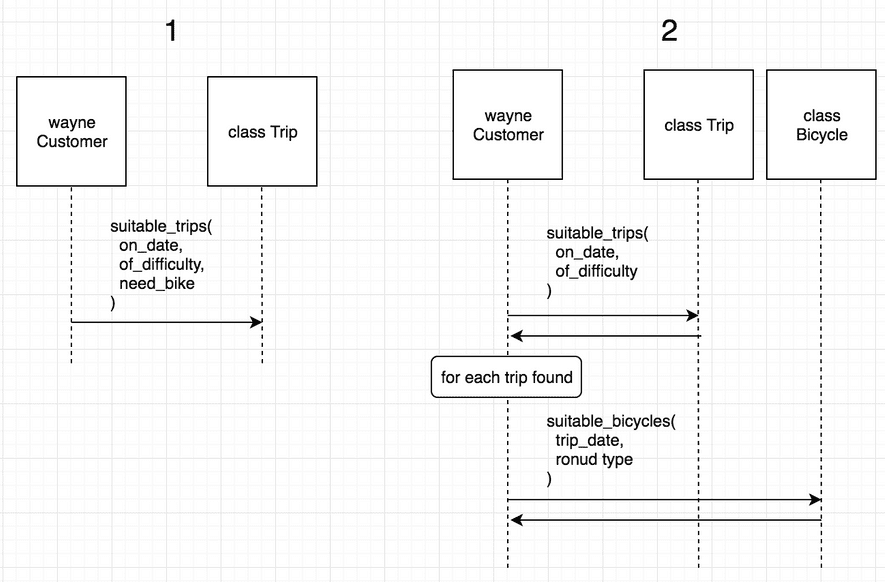 1
wayne
Customer
class Trip
suitable_trips(
on_date,
of_difficulty,
need_bike
)
2
wayne
Customer
class Trip
class
Bicycle
suitable_trips(
on_date,
of_difficulty
)
for each trip found
suitable_bicycles(
trip_date,
ronud type
)